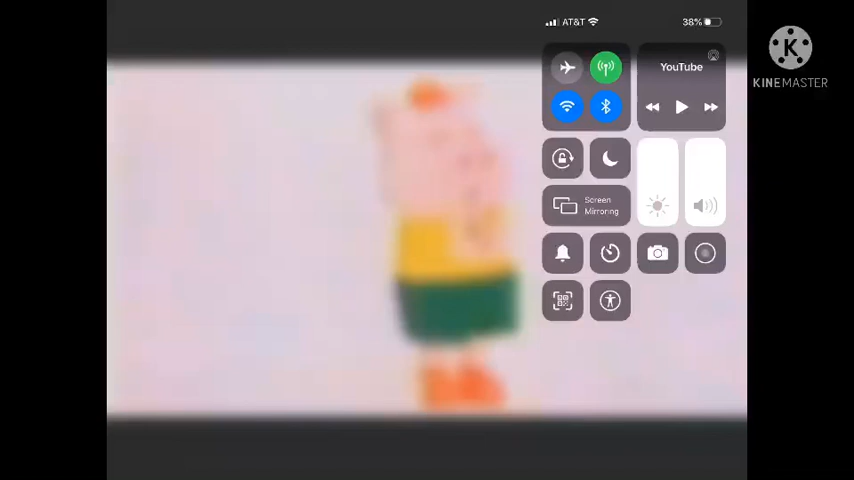 AT&T
38%
YouTube
Screen
Mirroring
K
KINEMASTER